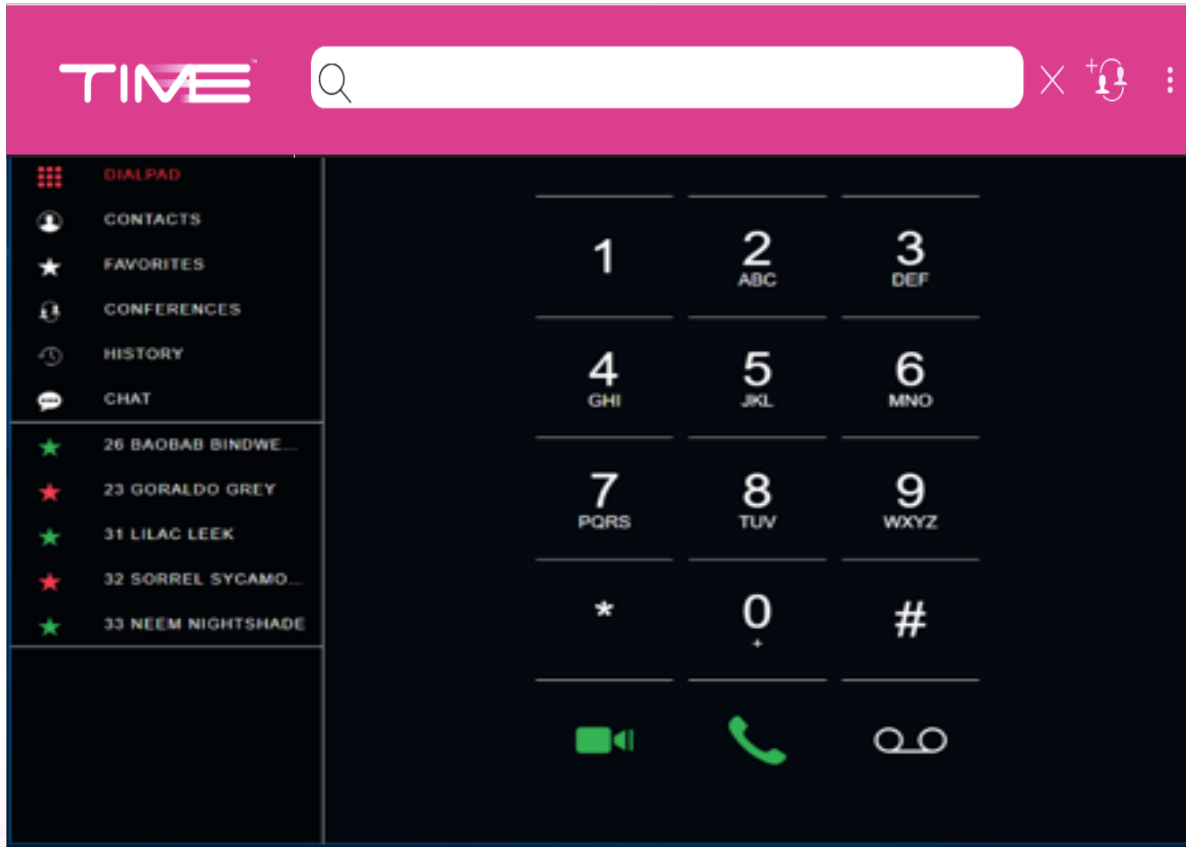 TIME™
DIALPAD
CONTACTS
FAVORITES
CONFERENCES
HISTORY
CHAT
26 BAOBAB BINDWE...
23 GORALDO GREY
31 LILAC LEEK
32 SORREL SYCAMO...
33 NEEM NIGHTSHADE
1
2
3
ABC
DEF
4
5
6
GHI
JKL
MNO
7
8
9
PQRS
TUV
WXYZ
*
0
#
+